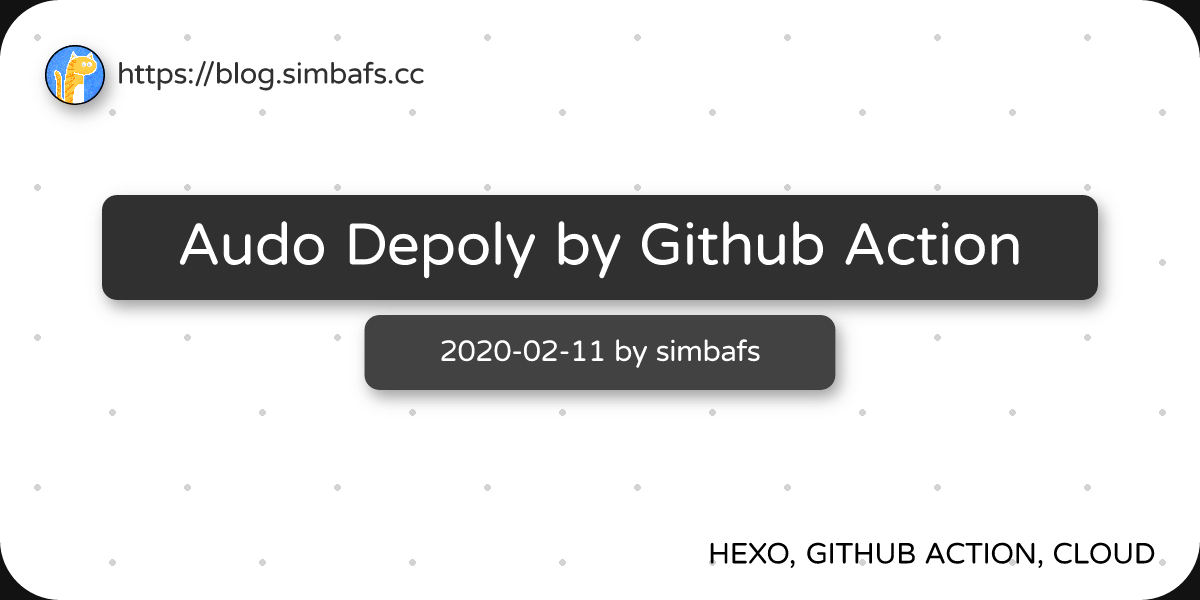 https://blog.simbafs.cc
Audo Depoly by Github Action
2020-02-11 by simbafs
HEXO, GITHUB ACTION, CLOUD